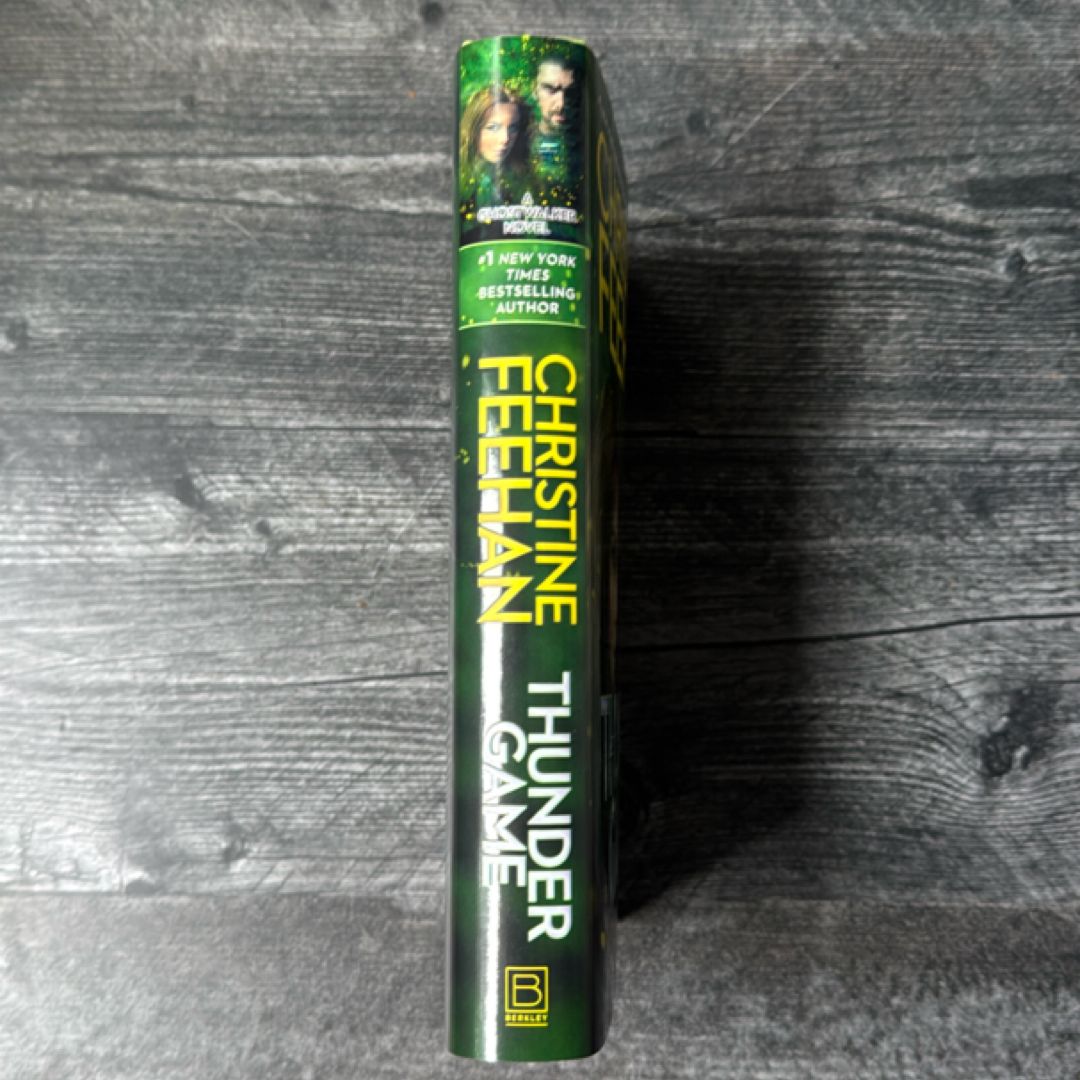 A
GHOSTWALKER
NOVEL
#1 NEW YORK
TIMES
BESTSELLING
AUTHOR
CHRISTINE
FEEHAN
THUNDER
GAME
B
BERKLEY